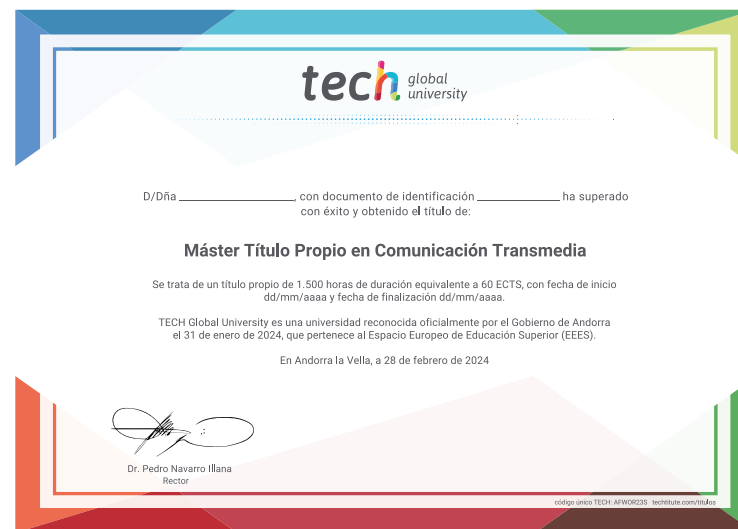 tech global university
D/Dña ____________, con documento de identificación ____________ ha superado
con éxito y obtenido el título de:
Máster Título Propio en Comunicación Transmedia
Se trata de un título propio de 1.500 horas de duración equivalente a 60 ECTS, con fecha de inicio
dd/mm/aaaa y fecha de finalización dd/mm/aaaa.
TECH Global University es una universidad reconocida oficialmente por el Gobierno de Andorra
el 31 de enero de 2024, que pertenece al Espacio Europeo de Educación Superior (EEES).
En Andorra la Vella, a 28 de febrero de 2024
Dr. Pedro Navarro Illana
Rector
código único TECH: AFWOR23S techtitute.com/titulos